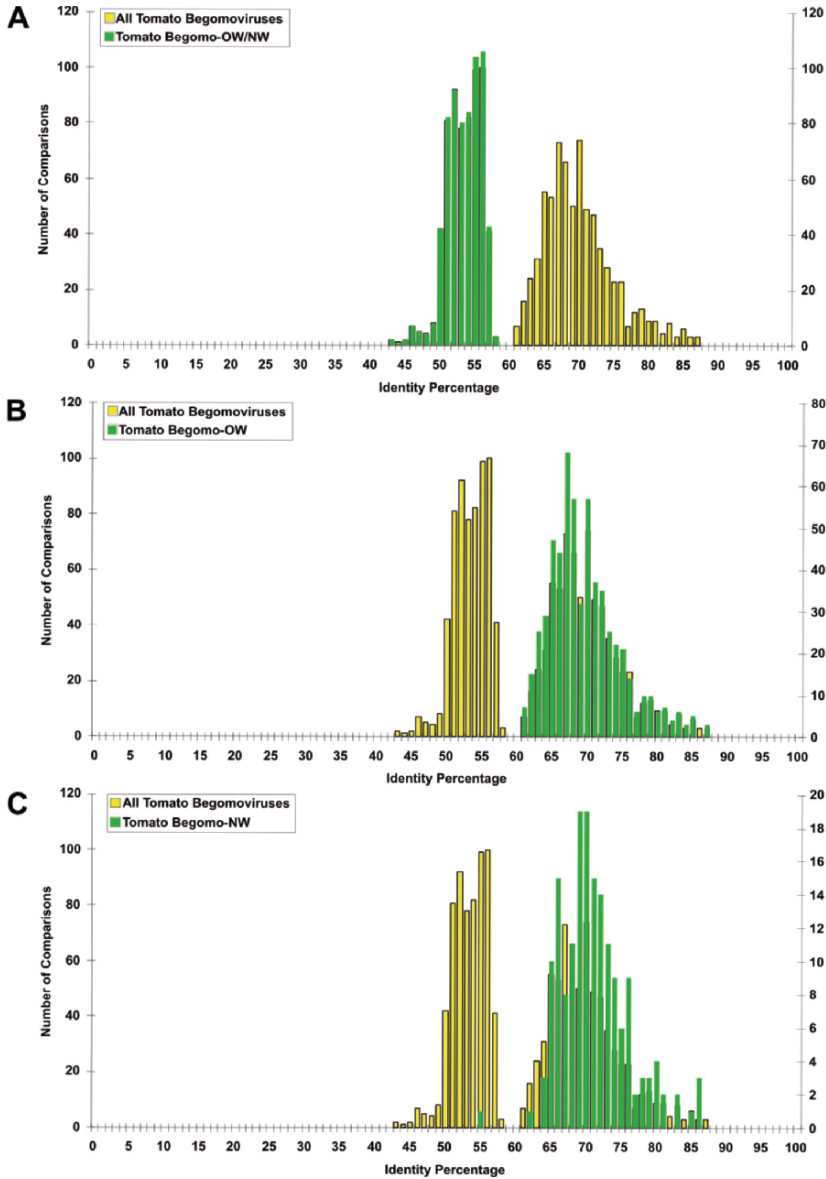 A
All Tomato Begomoviruses
Tomato Begomo-OW/NW
120 100 80 60 40 20 0
Number of Comparisons
120 100 80 60 40 20 0
0 5 10 15 20 25 30 35 40 45 50 55 60 65 70 75 80 85 90 95 100
Identity Percentage
B
All Tomato Begomoviruses
Tomato Begomo-OW
120 100 80 60 40 20 0
Number of Comparisons
80 70 60 50 40 30 20 10 0
0 5 10 15 20 25 30 35 40 45 50 55 60 65 70 75 80 85 90 95 100
Identity Percentage
C
All Tomato Begomoviruses
Tomato Begomo-NW
120 100 80 60 40 20 0
Number of Comparisons
20 18 16 14 12 10 8 6 4 2 0
0 5 10 15 20 25 30 35 40 45 50 55 60 65 70 75 80 85 90 95 100
Identity Percentage